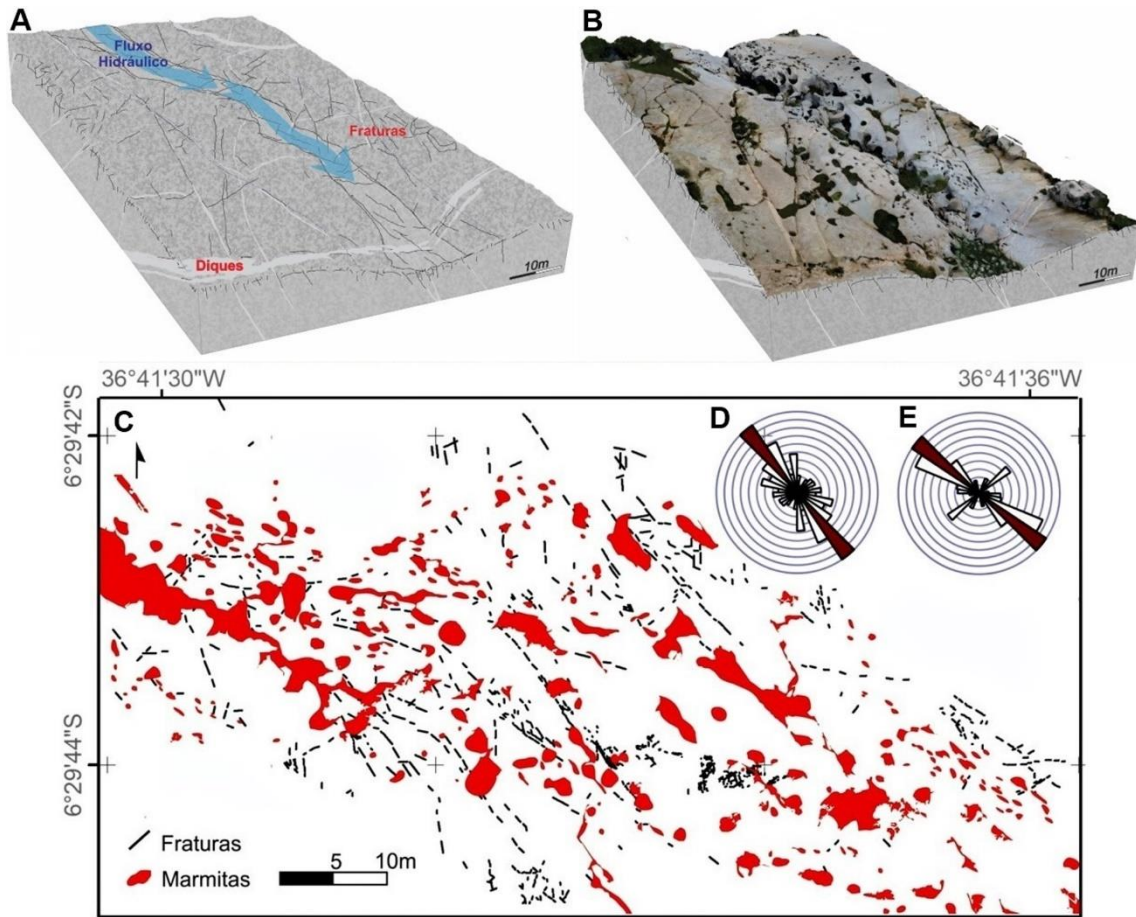 A
Fluxo
Hidráulico
Fraturas
Diques
10m
B
10m
36°41'30"W
36°41'36"W
6°29'42"S
6°29'44"S
C
D
E
Fraturas
Marmitas
5
10m